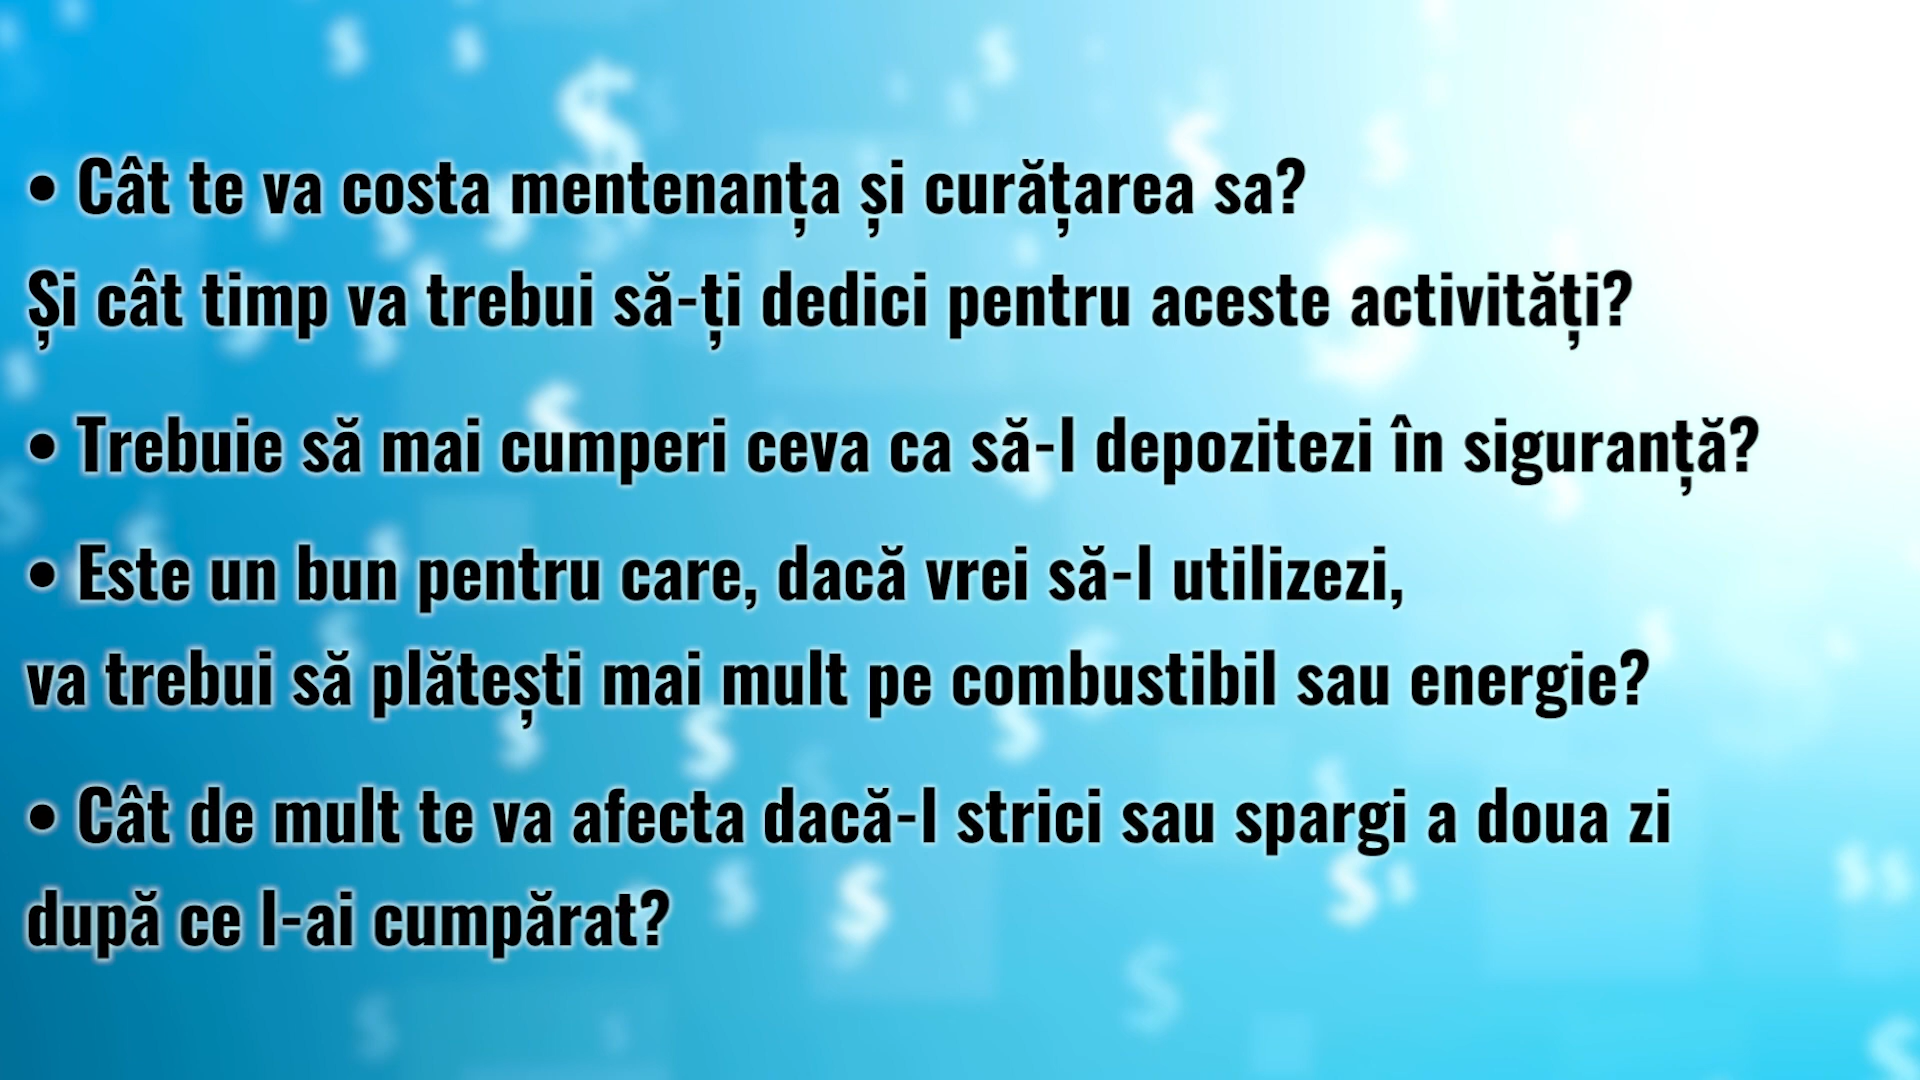 • Cât te va costa mentenanța și curățarea sa?
Și cât timp va trebui să-ți dedici pentru aceste activități?
• Trebuie să mai cumperi ceva ca să-l depozitezi în siguranță?
• Este un bun pentru care, dacă vrei să-l utilizezi,
va trebui să plătești mai mult pe combustibil sau energie?
• Cât de mult te va afecta dacă-l strici sau spargi a doua zi
după ce l-ai cumpărat?